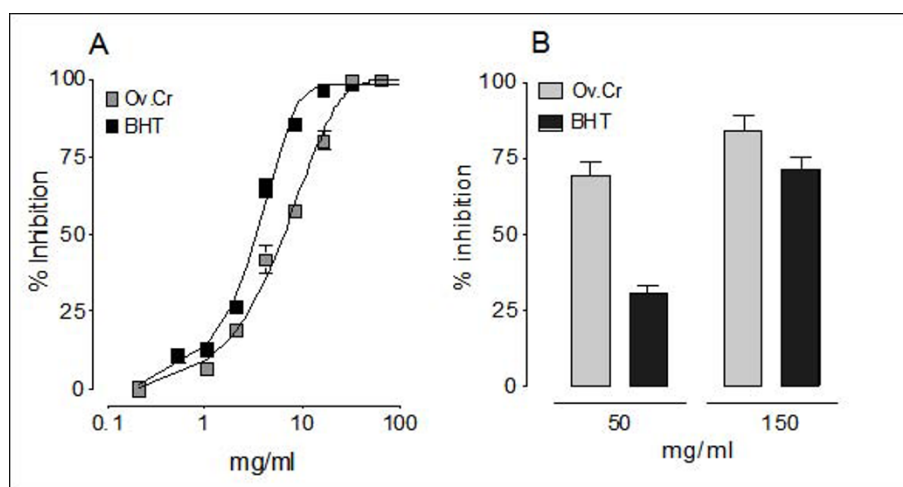 A
100
75
50
25
0
% Inhibition
Ov.Cr
BHT
0.1 1 10 100
mg/ml
B
100
75
50
25
0
% inhibition
Ov.Cr
BHT
50 150
mg/ml